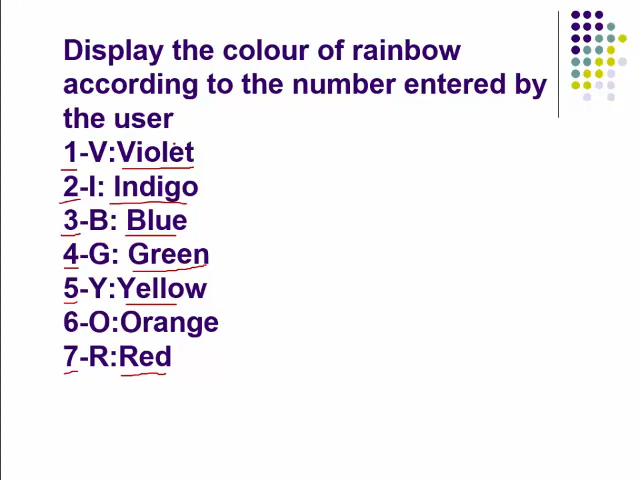 Display the colour of rainbow
according to the number entered by
the user
1-V:Violet
2-I: Indigo
3-B: Blue
4-G: Green
5-Y:Yellow
6-O:Orange
7-R:Red